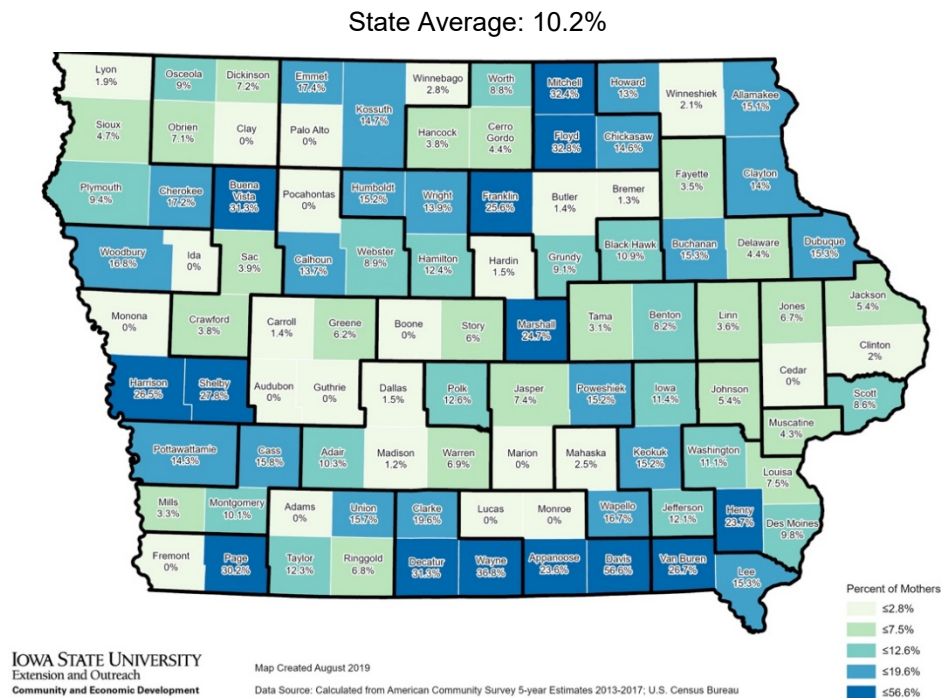 State Average: 10.2%
Lyon
1.9%
Osceola
9%
Dickinson
7.2%
Emmet
17.4%
Kossuth
14.7%
Winnebago
2.8%
Worth
8.8%
Mitchell
32.4%
Howard
13%
Winneshiek
2.1%
Allamakee
15.1%
Sioux
4.7%
Obrien
7.1%
Clay
0%
Palo Alto
0%
Hancock
3.8%
Cerro
Gordo
4.4%
Floyd
32.8%
Chickasaw
14.6%
Fayette
3.5%
Clayton
14%
Plymouth
9.4%
Cherokee
17.2%
Buena
Vista
31.3%
Pocahontas
0%
Humboldt
15.2%
Wright
13.9%
Franklin
25.6%
Butler
1.4%
Bremer
1.3%
Woodbury
16.8%
Ida
0%
Sac
3.9%
Calhoun
13.7%
Webster
8.9%
Hamilton
12.4%
Hardin
1.5%
Grundy
9.1%
Black Hawk
10.9%
Buchanan
15.3%
Delaware
4.4%
Dubuque
15.3%
Monona
0%
Crawford
3.8%
Carroll
1.4%
Greene
6.2%
Boone
0%
Story
6%
Marshall
24.7%
Tama
3.1%
Benton
8.2%
Linn
3.6%
Jones
6.7%
Jackson
5.4%
Clinton
2%
Cedar
0%
Harrison
26.5%
Shelby
27.8%
Audubon
0%
Guthrie
0%
Dallas
1.5%
Polk
12.6%
Jasper
7.4%
Poweshiek
15.2%
Iowa
11.4%
Johnson
5.4%
Scott
8.6%
Muscatine
4.3%
Pottawattamie
14.3%
Cass
15.8%
Adair
10.3%
Madison
1.2%
Warren
6.9%
Marion
0%
Mahaska
2.5%
Keokuk
15.2%
Washington
11.1%
Louisa
7.5%
Mills
3.3%
Montgomery
10.1%
Adams
0%
Union
15.7%
Clarke
19.6%
Lucas
0%
Monroe
0%
Wapello
16.7%
Jefferson
12.1%
Henry
23.7%
Des Moines
9.8%
Fremont
0%
Page
30.2%
Taylor
12.3%
Ringgold
6.8%
Decatur
31.3%
Wayne
Appanoose
23.6%
Davis
56.6%
Van Buren
Lee
15.3%
Percent of Mothers
≤2.8%
≤7.5%
≤12.6%
≤19.6%
≤56.6%
IOWA STATE UNIVERSITY
Extension and Outreach
Community and Economic Development
Map Created August 2019
Data Source: Calculated from American Community Survey 5-year Estimates 2013-2017; U.S. Census Bureau